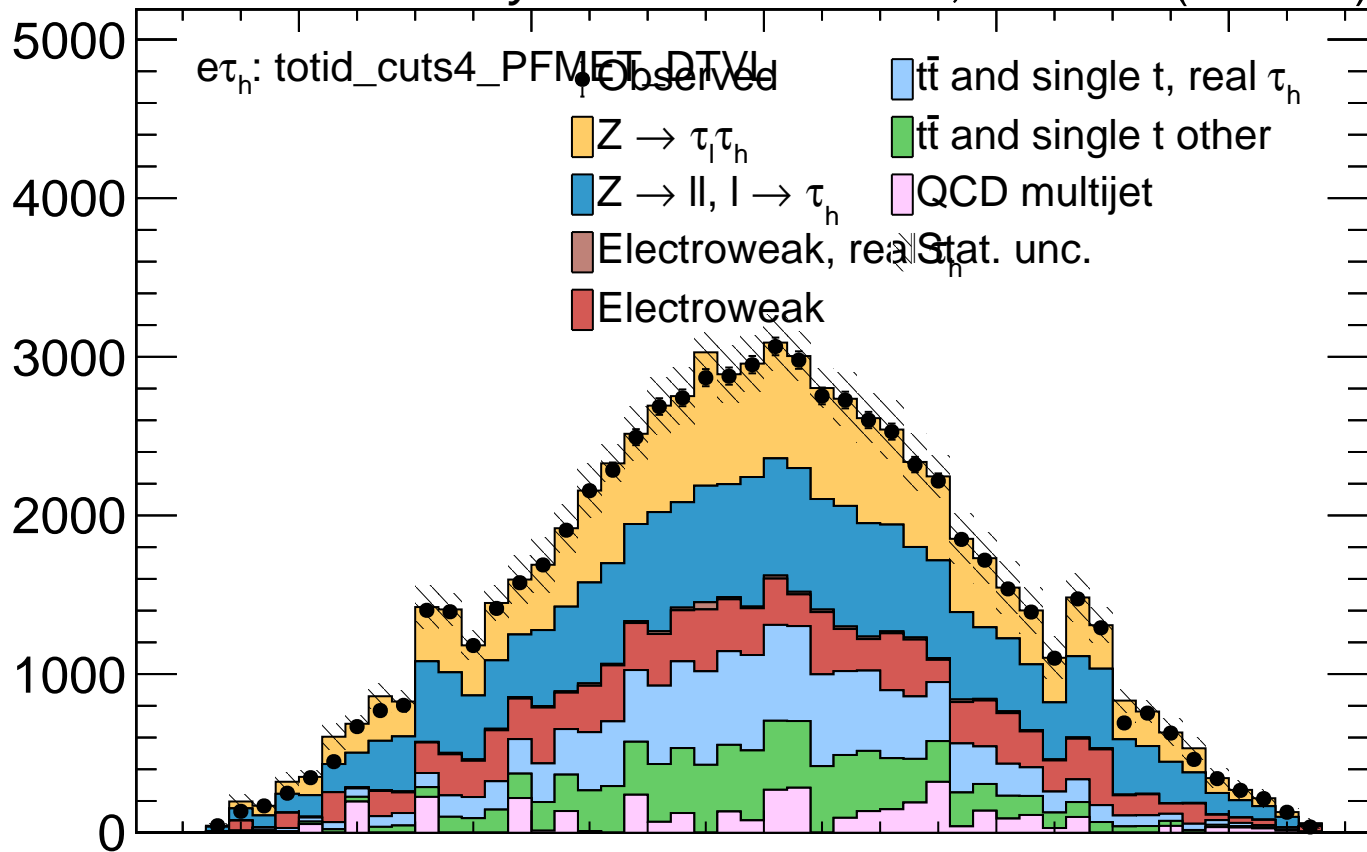 5000
eτh: totid_cuts4_PFMET_DTVL
Observed
tt̄ and single t, real τh
Z → τlτh
tt̄ and single t other
4000
Z → ll, l → τh
QCD multijet
Electroweak, real τh
Stat. unc.
Electroweak
3000
2000
1000
0